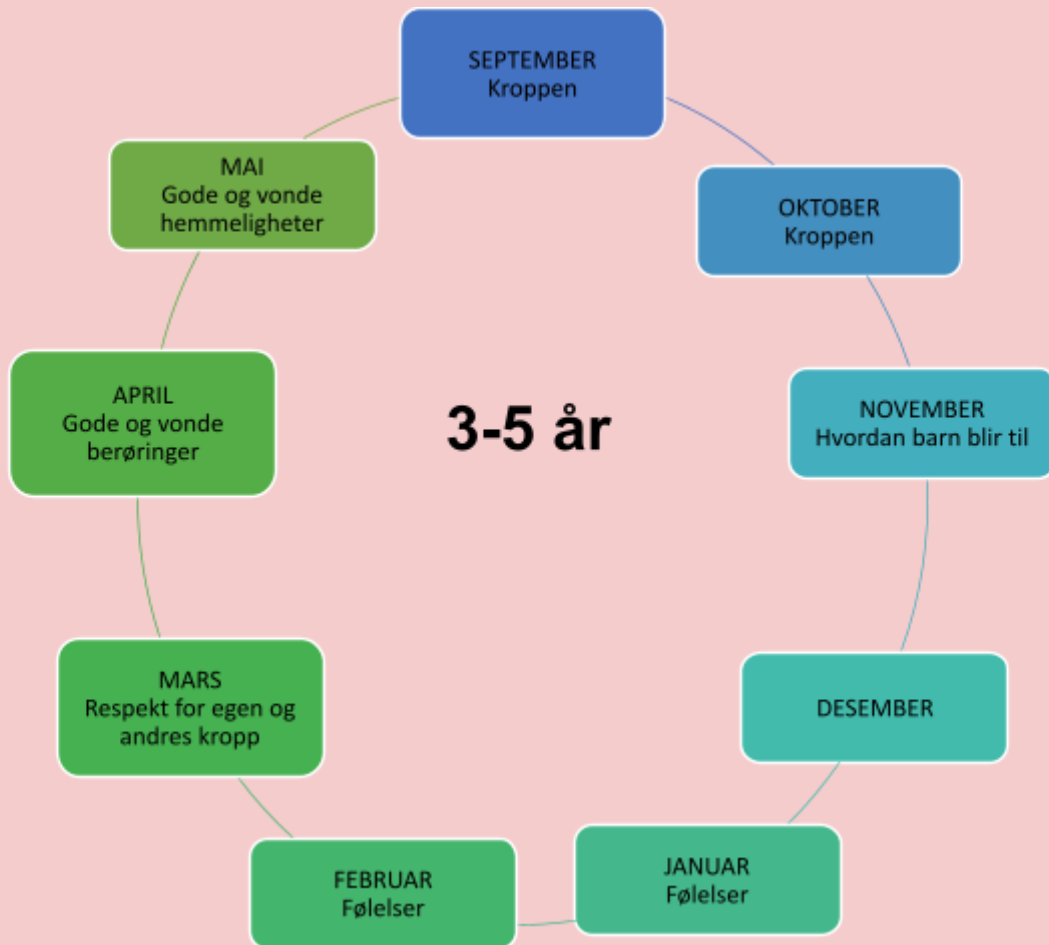 SEPTEMBER
Kroppen
OKTOBER
Kroppen
NOVEMBER
Hvordan barn blir til
DESEMBER
JANUAR
Følelser
FEBRUAR
Følelser
MARS
Respekt for egen og
andres kropp
APRIL
Gode og vonde
berøringer
MAI
Gode og vonde
hemmeligheter
3-5 år